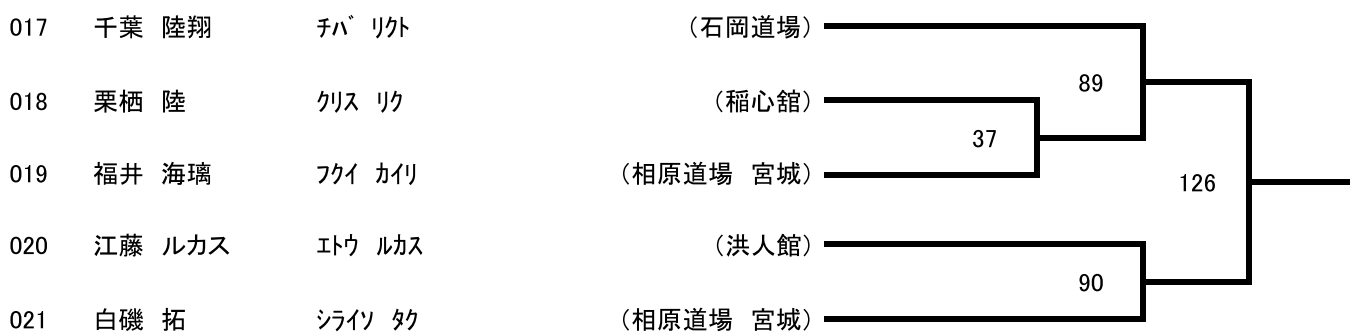 017 千葉 陸翔 ﾁﾊﾞ ﾘｸﾄ (石岡道場)
89
018 栗栖 陸 ｸﾘｽ ﾘｸ (稲心舘)
37
019 福井 海璃 ﾌｸｲ ｶｲﾘ (相原道場 宮城)
126
020 江藤 ルカス ｴﾄｳ ﾙｶｽ (洪人館)
90
021 白磯 拓 ｼﾗｲｿ ﾀｸ (相原道場 宮城)